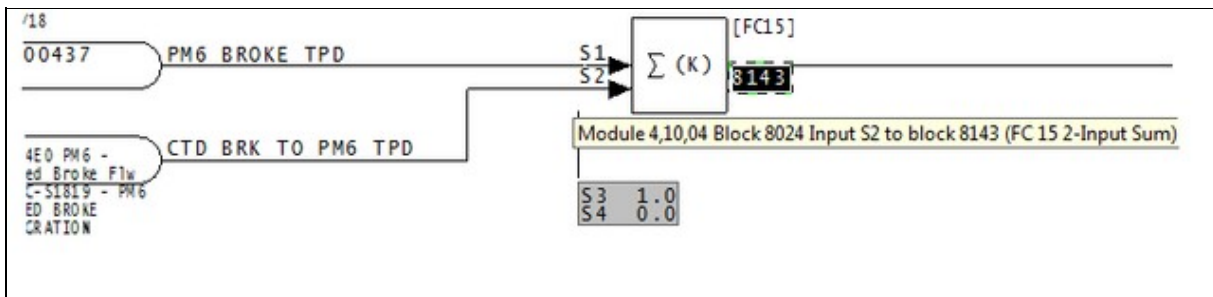 /18
00437
PM6 BROKE TPD
S1
S2
Σ (K)
[FC15]
8143
Module 4,10,04 Block 8024 Input S2 to block 8143 (FC 15 2-Input Sum)
CTD BRK TO PM6 TPD
4E0 PM6 -
ed Broke Flw
C-S1819 - PM6
ED BROKE
CRATION
S3 1.0
S4 0.0